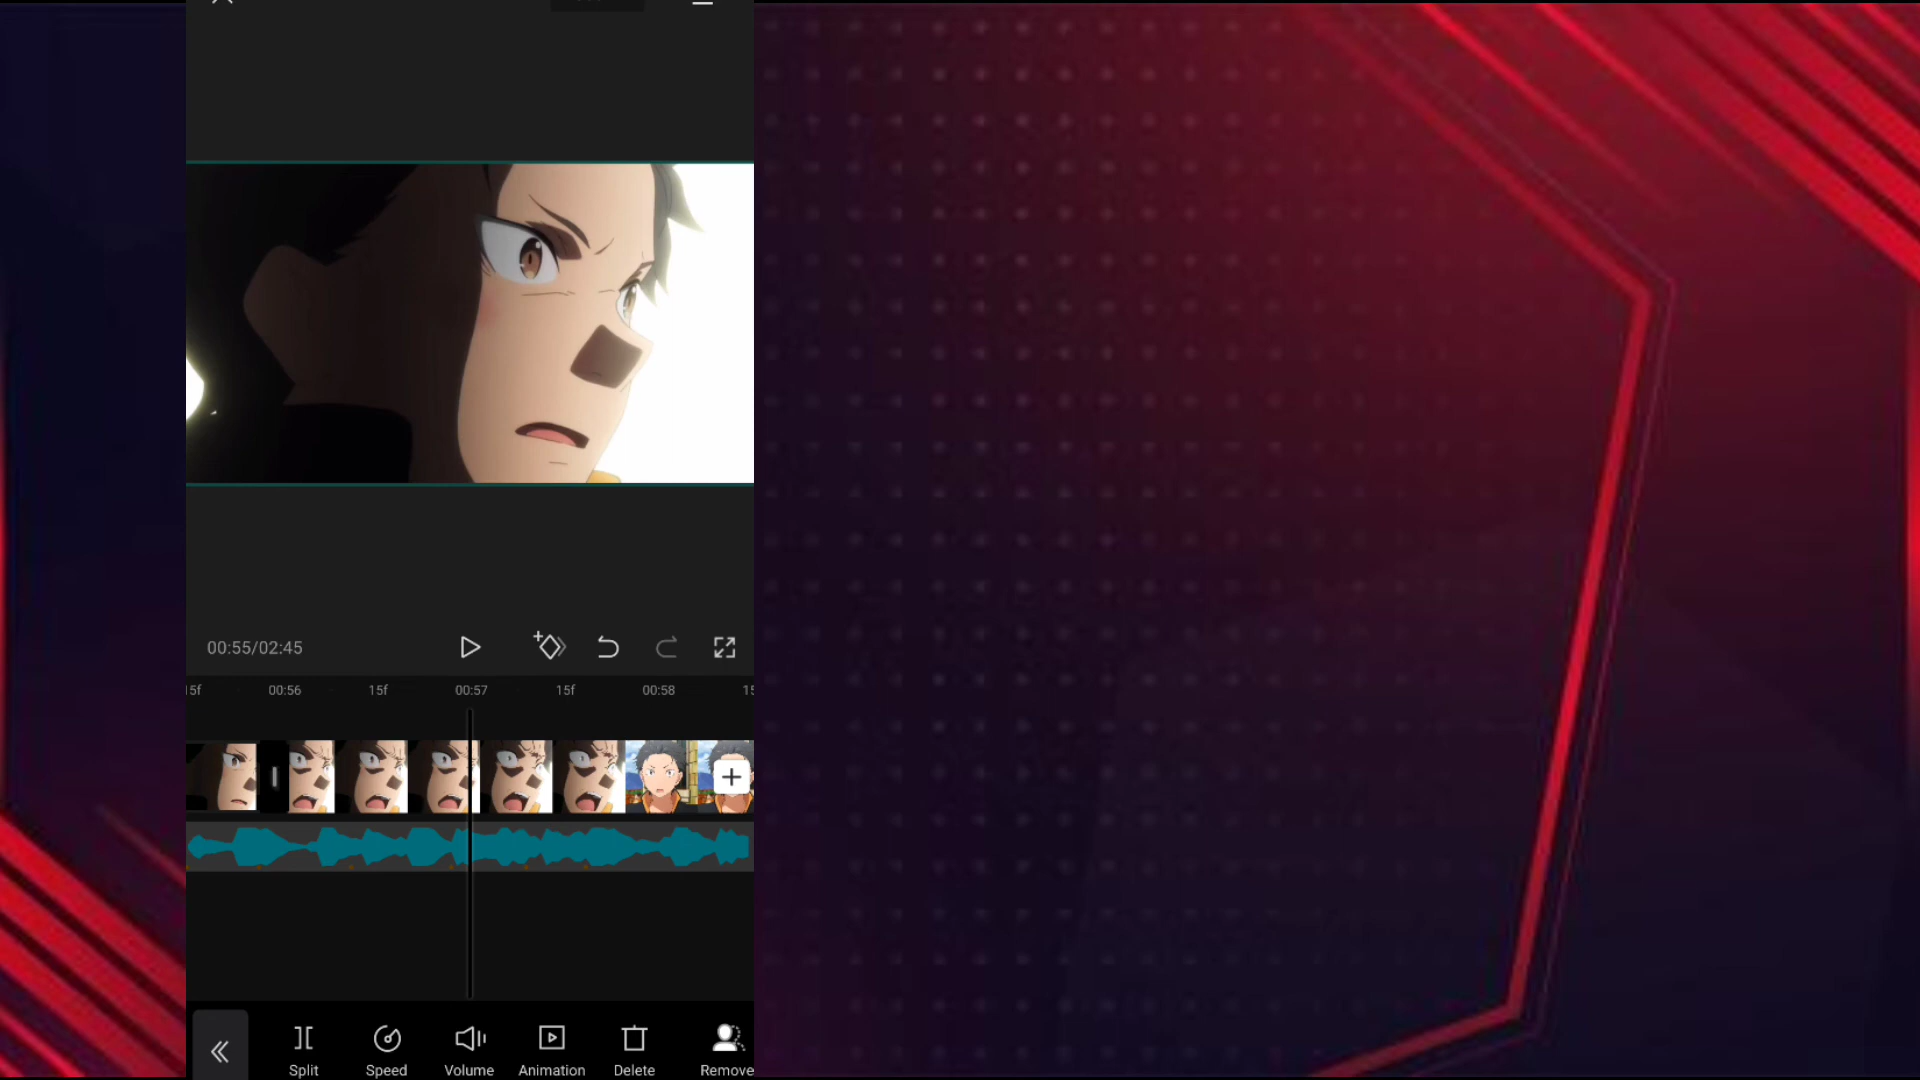 00:55/02:45
15f 00:56 15f 00:57 15f 00:58
Split Speed Volume Animation Delete Remove